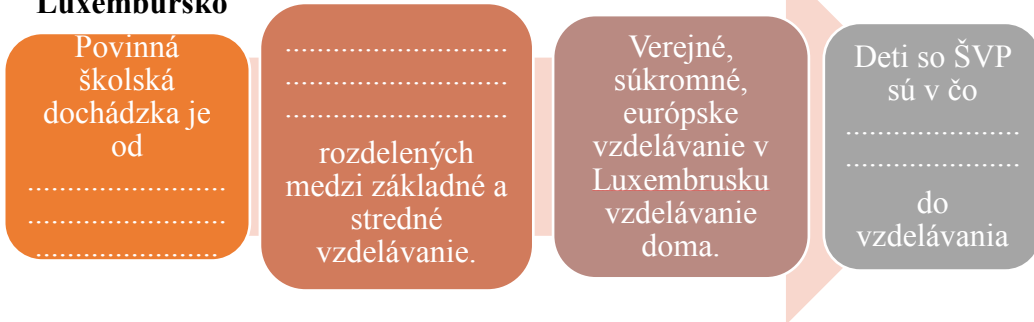 Luxembursko
Povinná
školská
dochádzka je
od
..........................
..........................
........................
.............................
.............................
.............................
rozdelených
medzi základné a
stredné
vzdelávanie.
Verejné,
súkromné,
európske
vzdelávanie v
Luxembrusku
vzdelávanie
doma.
Deti so ŠVP
sú v čo
.......................
.......................
do
vzdelávania